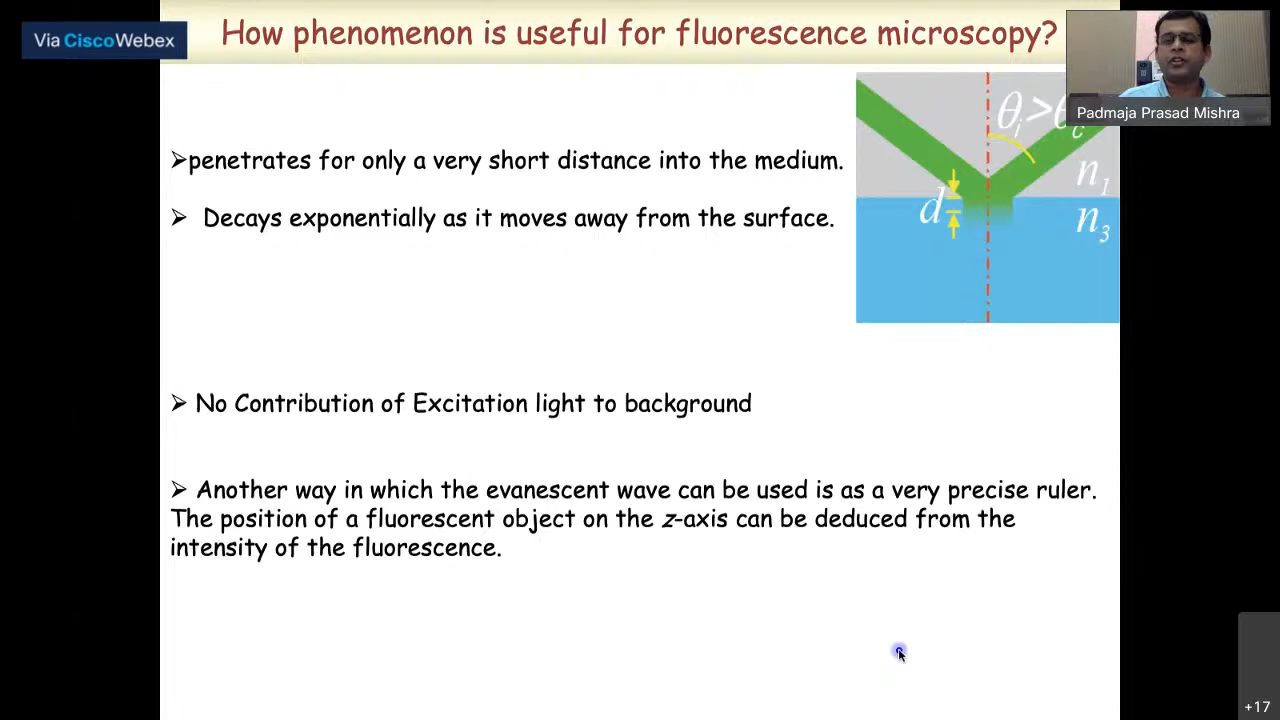 Via CiscoWebex
How phenomenon is useful for fluorescence microscopy?
Padmaja Prasad Mishra
θi>θc
➢penetrates for only a very short distance into the medium.
n1
d
n3
➢ Decays exponentially as it moves away from the surface.
➢ No Contribution of Excitation light to background
➢ Another way in which the evanescent wave can be used is as a very precise ruler.
The position of a fluorescent object on the z-axis can be deduced from the
intensity of the fluorescence.
+17